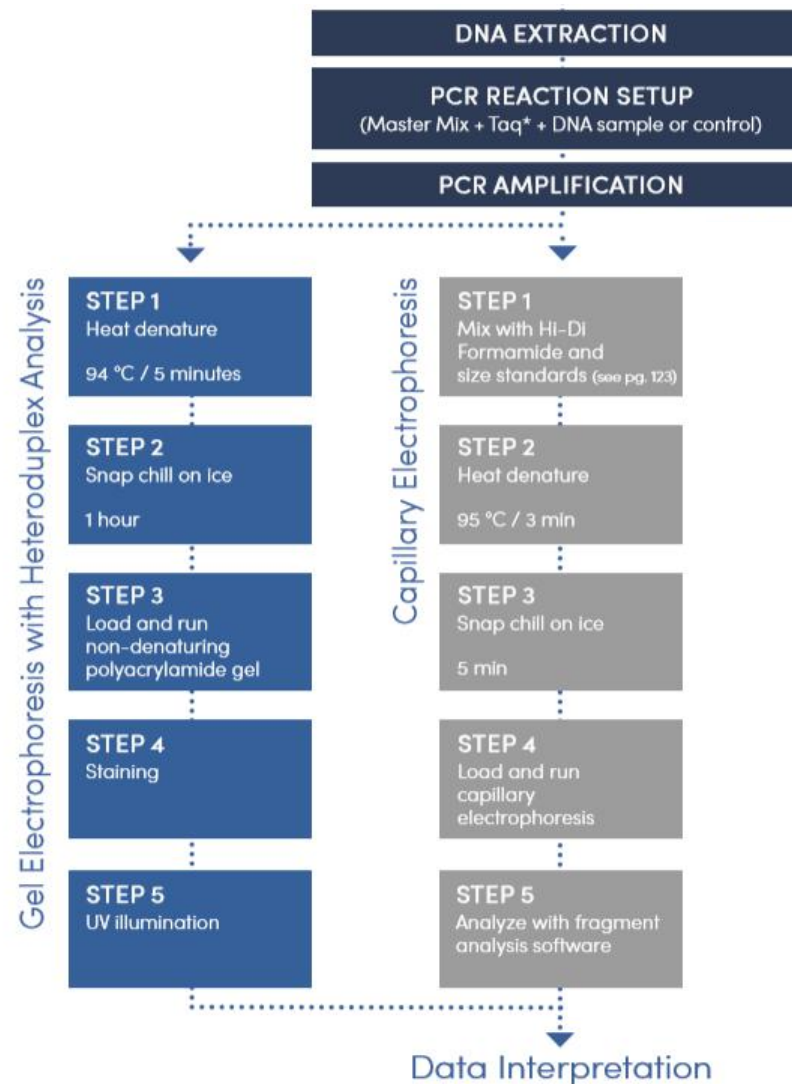 DNA EXTRACTION
PCR REACTION SETUP
(Master Mix + Taq* + DNA sample or control)
PCR AMPLIFICATION
Gel Electrophoresis with Heteroduplex Analysis
STEP 1
Heat denature
94 °C / 5 minutes
STEP 2
Snap chill on ice
1 hour
STEP 3
Load and run
non-denaturing
polyacrylamide gel
STEP 4
Staining
STEP 5
UV illumination
Capillary Electrophoresis
STEP 1
Mix with Hi-Di
Formamide and
size standards (see pg. 123)
STEP 2
Heat denature
95 °C / 3 min
STEP 3
Snap chill on ice
5 min
STEP 4
Load and run
capillary
electrophoresis
STEP 5
Analyze with fragment
analysis software
Data Interpretation